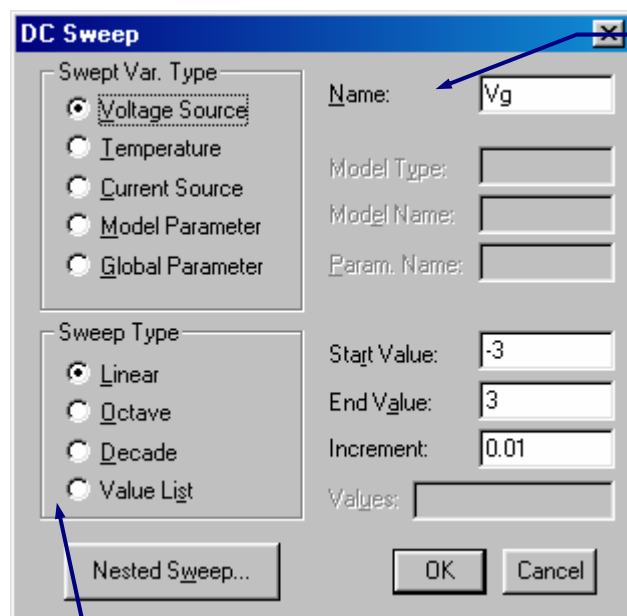 DC Sweep
Swept Var. Type
Voltage Source
Temperature
Current Source
Model Parameter
Global Parameter
Name: Vg
Model Type:
Model Name:
Param. Name:
Sweep Type
Linear
Octave
Decade
Value List
Start Value: -3
End Value: 3
Increment: 0.01
Values:
Nested Sweep...
OK
Cancel